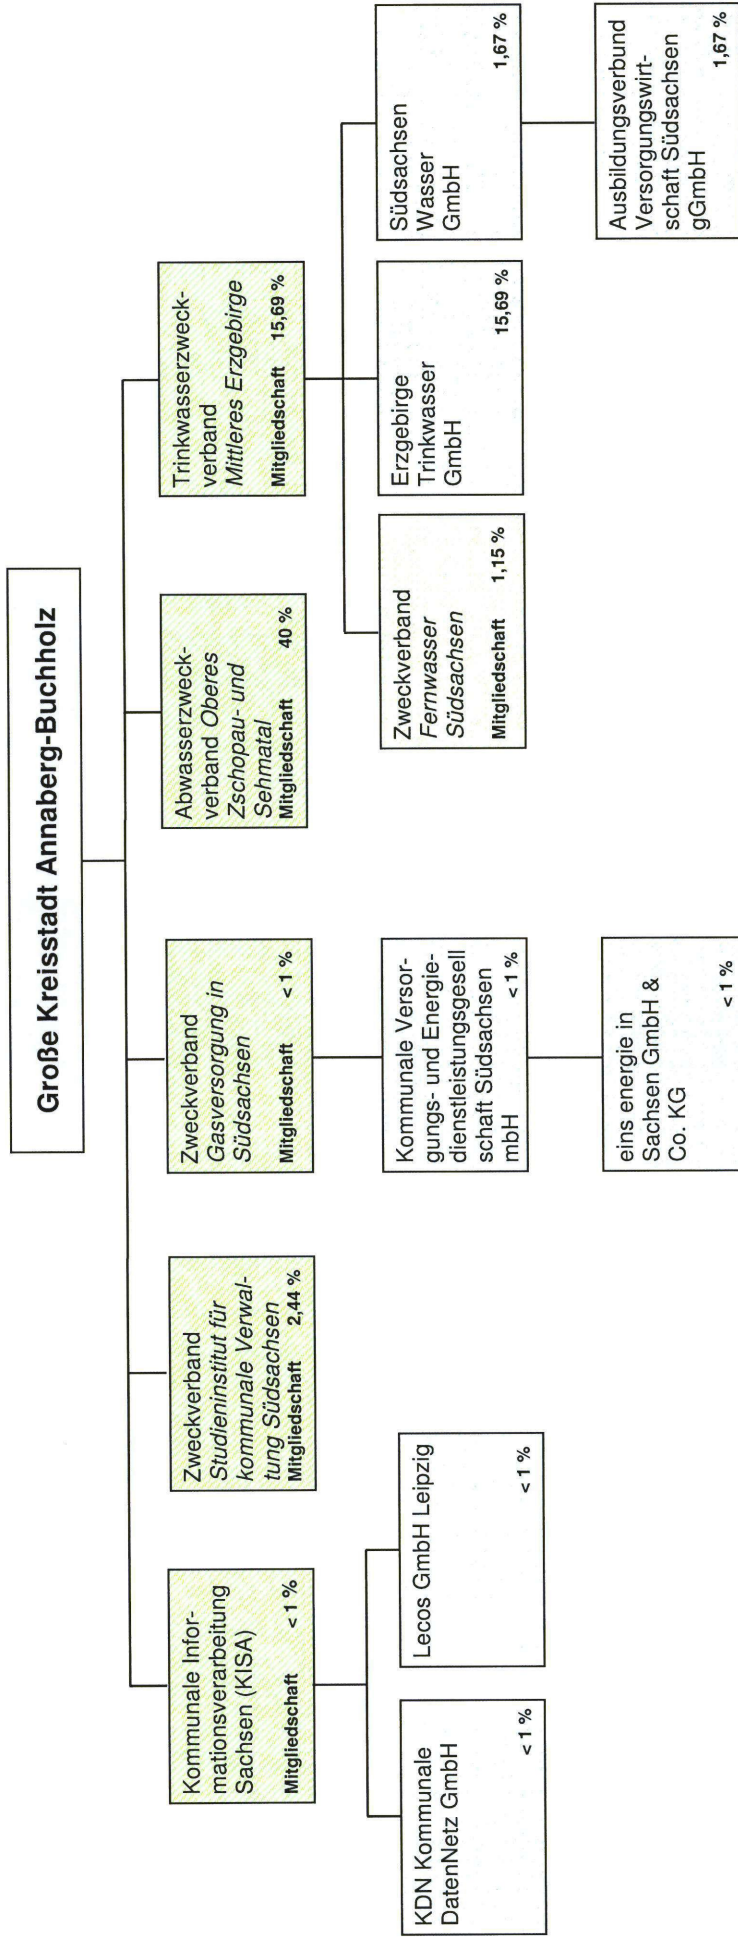 Große Kreisstadt Annaberg-Buchholz
Kommunale Infor-
mationsverarbeitung
Sachsen (KISA)
Mitgliedschaft < 1 %
Zweckverband
Studieninstitut für
kommunale Verwal-
tung Südsachsen
Mitgliedschaft 2,44 %
Zweckverband
Gasversorgung in
Südsachsen
Mitgliedschaft < 1 %
Abwasserzweck-
verband Oberes
Zschopau- und
Sehmatal
Mitgliedschaft 40 %
Trinkwasserzweck-
verband
Mittleres Erzgebirge
Mitgliedschaft 15,69 %
KDN Kommunale
DatenNetz GmbH
< 1 %
Lecos GmbH Leipzig
< 1 %
Kommunale Versor-
gungs- und Energie-
dienstleistungsgesell
schaft Südsachsen
mbH < 1 %
Zweckverband
Fernwasser
Südsachsen
Mitgliedschaft 1,15 %
Erzgebirge
Trinkwasser
GmbH
15,69 %
Südsachsen
Wasser
GmbH
1,67 %
eins energie in
Sachsen GmbH &
Co. KG
< 1 %
Ausbildungsverbund
Versorgungswirt-
schaft Südsachsen
gGmbH
1,67 %